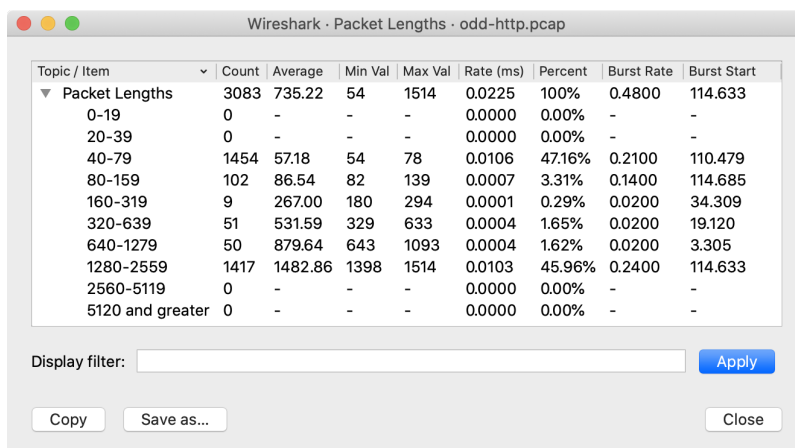 Wireshark · Packet Lengths · odd-http.pcap
Topic / Item Count Average Min Val Max Val Rate (ms) Percent Burst Rate Burst Start
Packet Lengths 3083 735.22 54 1514 0.0225 100% 0.4800 114.633
0-19 0 - - - 0.0000 0.00% - -
20-39 0 - - - 0.0000 0.00% - -
40-79 1454 57.18 54 78 0.0106 47.16% 0.2100 110.479
80-159 102 86.54 82 139 0.0007 3.31% 0.1400 114.685
160-319 9 267.00 180 294 0.0001 0.29% 0.0200 34.309
320-639 51 531.59 329 633 0.0004 1.65% 0.0200 19.120
640-1279 50 879.64 643 1093 0.0004 1.62% 0.0200 3.305
1280-2559 1417 1482.86 1398 1514 0.0103 45.96% 0.2400 114.633
2560-5119 0 - - - 0.0000 0.00% - -
5120 and greater 0 - - - 0.0000 0.00% - -
Display filter: Apply
Copy Save as... Close